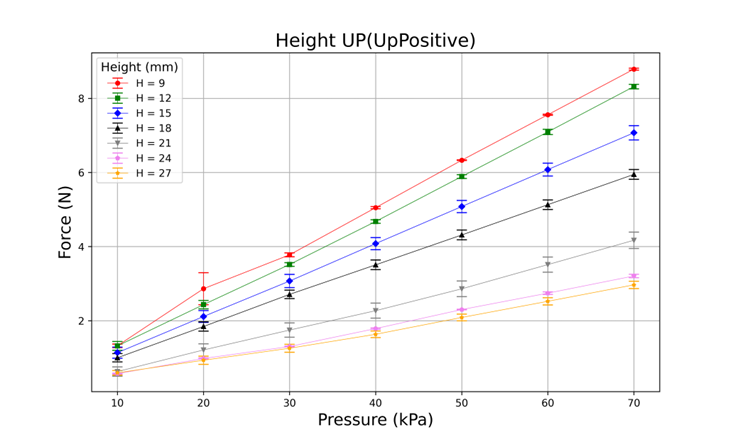 Height UP(UpPositive)
Height (mm)
H = 9
H = 12
H = 15
H = 18
H = 21
H = 24
H = 27
8
6
4
2
Force (N)
10 20 30 40 50 60 70
Pressure (kPa)